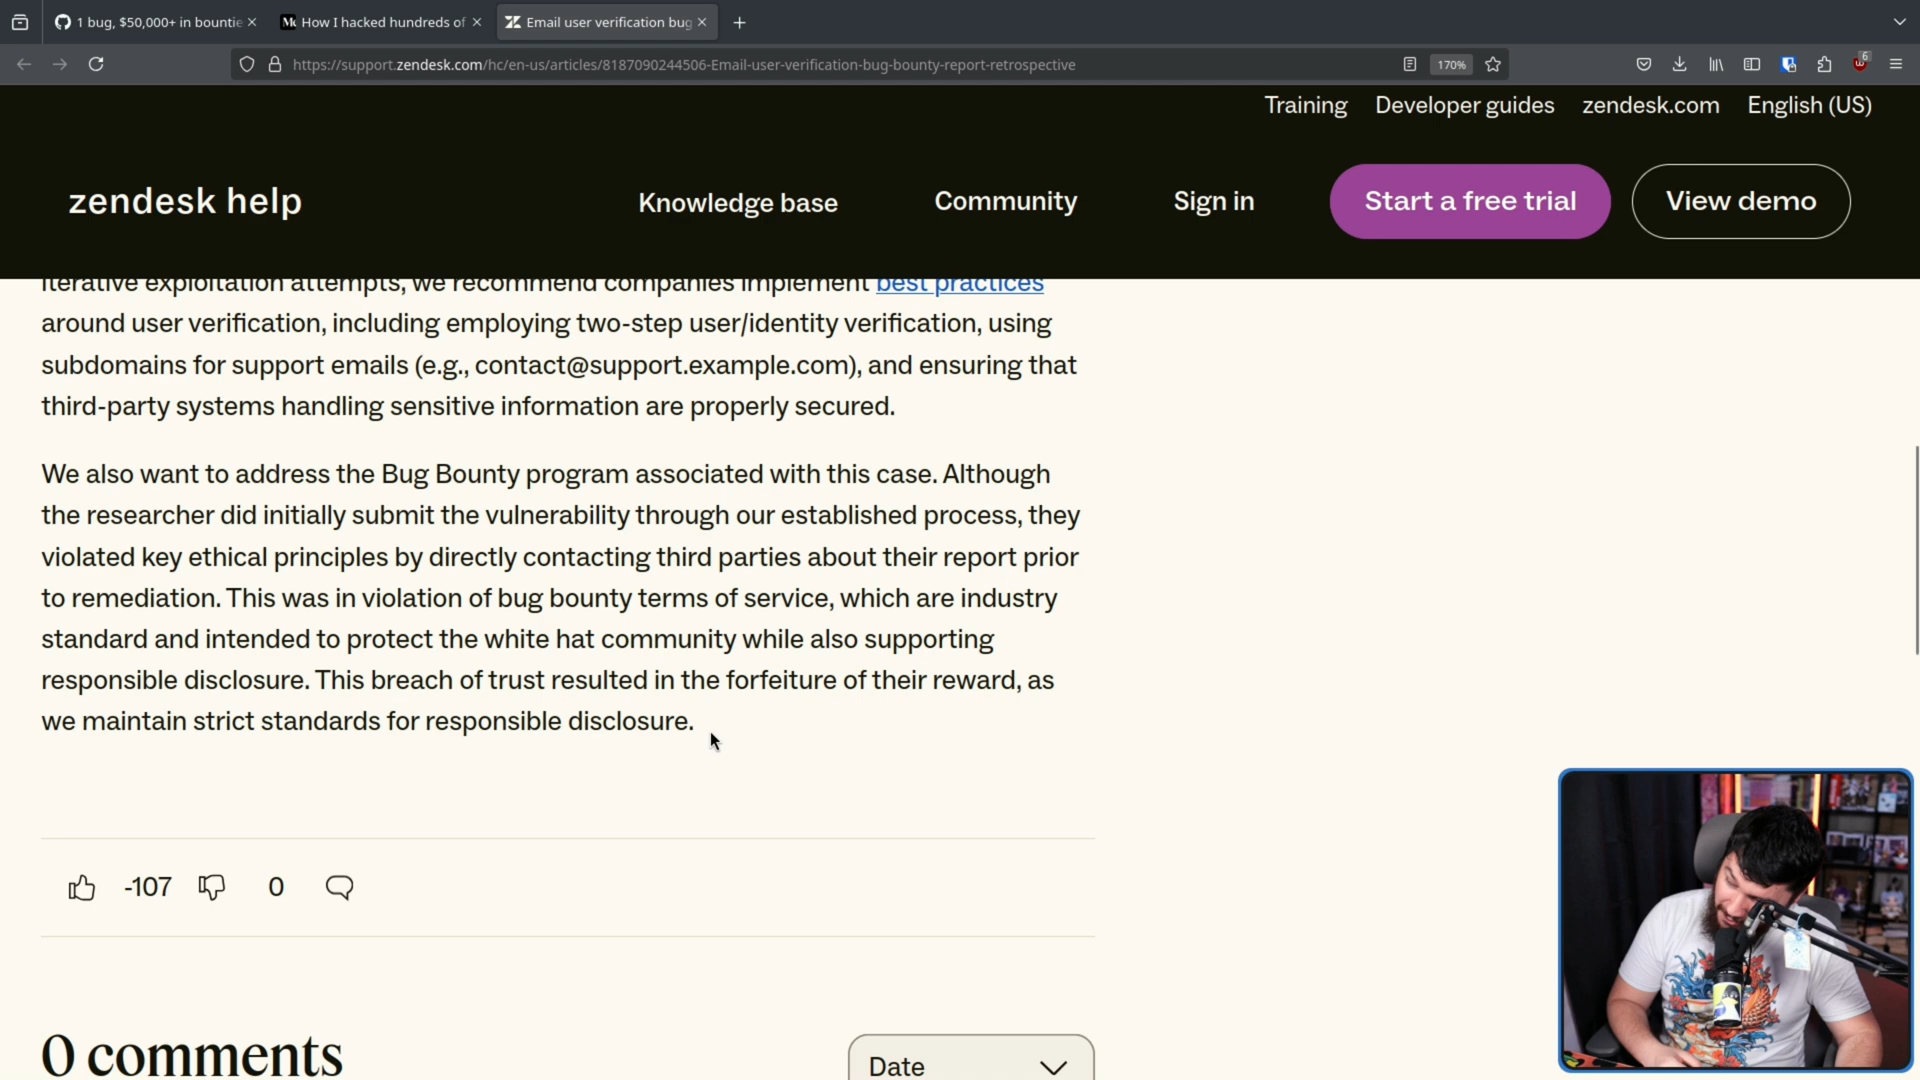 1 bug, $50,000+ in bountie
How I hacked hundreds of
Email user verification bug
https://support.zendesk.com/hc/en-us/articles/8187090244506-Email-user-verification-bug-bounty-report-retrospective
170%
6
Training Developer guides zendesk.com English (US)
zendesk help
Knowledge base Community Sign in Start a free trial View demo
iterative exploitation attempts, we recommend companies implement best practices
around user verification, including employing two-step user/identity verification, using
subdomains for support emails (e.g., contact@support.example.com), and ensuring that
third-party systems handling sensitive information are properly secured.
We also want to address the Bug Bounty program associated with this case. Although
the researcher did initially submit the vulnerability through our established process, they
violated key ethical principles by directly contacting third parties about their report prior
to remediation. This was in violation of bug bounty terms of service, which are industry
standard and intended to protect the white hat community while also supporting
responsible disclosure. This breach of trust resulted in the forfeiture of their reward, as
we maintain strict standards for responsible disclosure.
-107 0
0 comments
Date